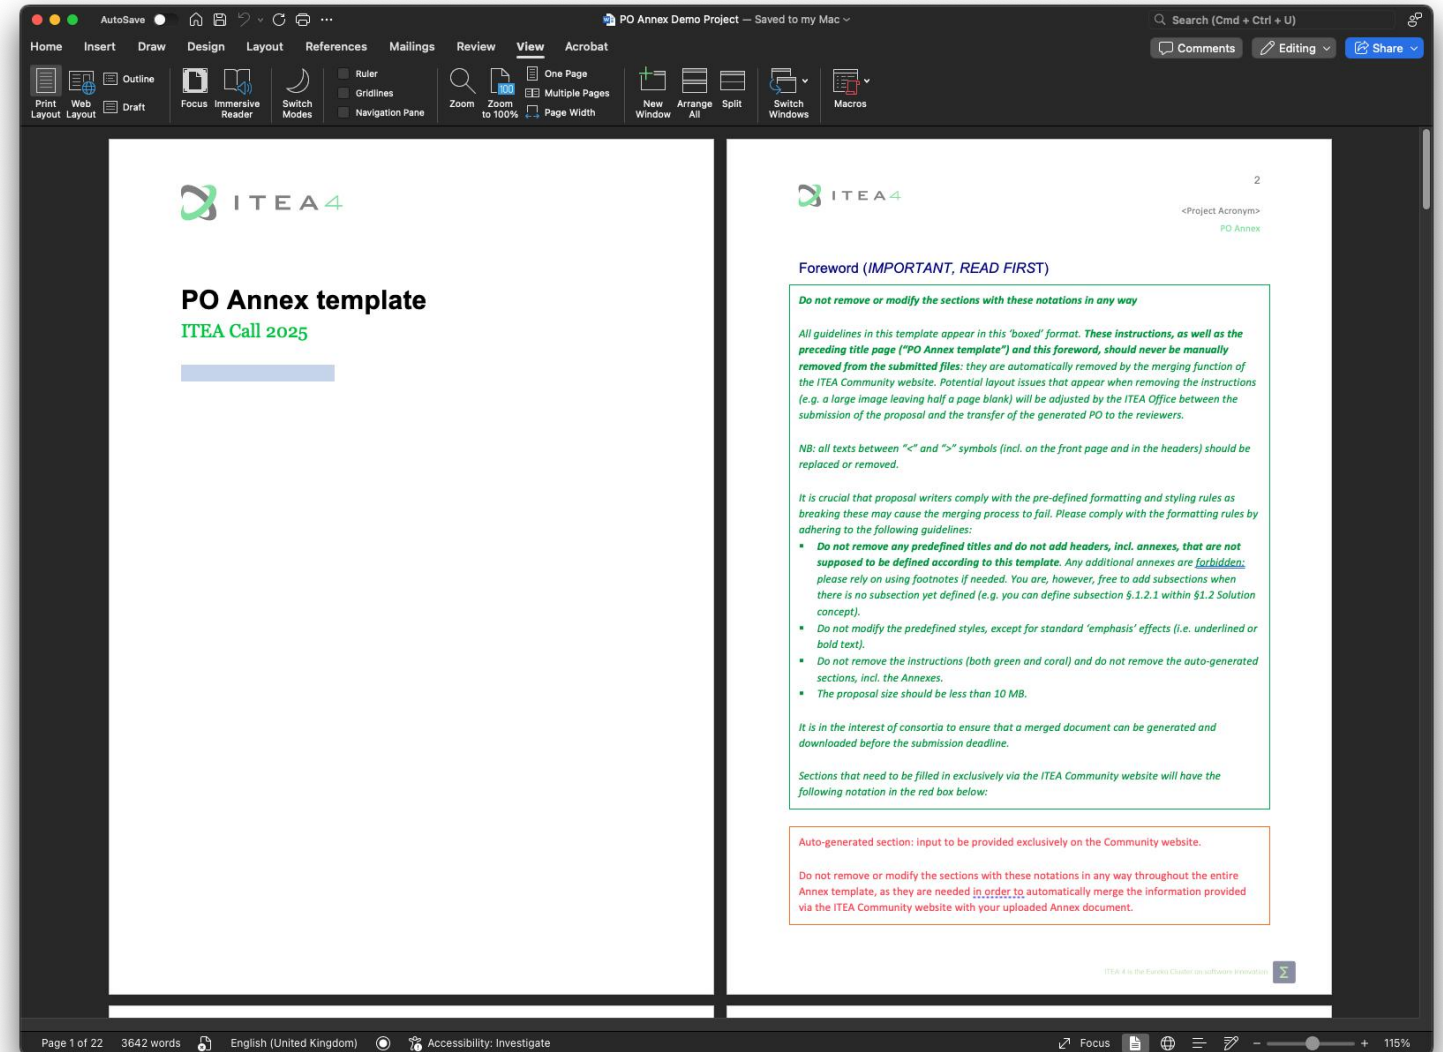 AutoSave
PO Annex Demo Project — Saved to my Mac
Search (Cmd + Ctrl + U)
Home Insert Draw Design Layout References Mailings Review View Acrobat
Comments Editing Share
Print Layout
Web Layout
Outline
Draft
Focus
Immersive Reader
Switch Modes
Ruler
Gridlines
Navigation Pane
Zoom
100
Zoom to 100%
One Page
Multiple Pages
Page Width
New Window
Arrange All
Split
Switch Windows
Macros
ITEA4
PO Annex template
ITEA Call 2025
ITEA4
2
<Project Acronym>
PO Annex
Foreword (IMPORTANT, READ FIRST)
Do not remove or modify the sections with these notations in any way
All guidelines in this template appear in this ‘boxed’ format. These instructions, as well as the
preceding title page (“PO Annex template”) and this foreword, should never be manually
removed from the submitted files: they are automatically removed by the merging function of
the ITEA Community website. Potential layout issues that appear when removing the instructions
(e.g. a large image leaving half a page blank) will be adjusted by the ITEA Office between the
submission of the proposal and the transfer of the generated PO to the reviewers.
NB: all texts between “<” and “>” symbols (incl. on the front page and in the headers) should be
replaced or removed.
It is crucial that proposal writers comply with the pre-defined formatting and styling rules as
breaking these may cause the merging process to fail. Please comply with the formatting rules by
adhering to the following guidelines:
▪ Do not remove any predefined titles and do not add headers, incl. annexes, that are not
supposed to be defined according to this template. Any additional annexes are forbidden;
please rely on using footnotes if needed. You are, however, free to add subsections when
there is no subsection yet defined (e.g. you can define subsection §.1.2.1 within §1.2 Solution
concept).
▪ Do not modify the predefined styles, except for standard ‘emphasis’ effects (i.e. underlined or
bold text).
▪ Do not remove the instructions (both green and coral) and do not remove the auto-generated
sections, incl. the Annexes.
▪ The proposal size should be less than 10 MB.
It is in the interest of consortia to ensure that a merged document can be generated and
downloaded before the submission deadline.
Sections that need to be filled in exclusively via the ITEA Community website will have the
following notation in the red box below:
Auto-generated section: input to be provided exclusively on the Community website.
Do not remove or modify the sections with these notations in any way throughout the entire
Annex template, as they are needed in order to automatically merge the information provided
via the ITEA Community website with your uploaded Annex document.
ITEA 4 is the Eureka Cluster on software innovation
Σ
Page 1 of 22 3642 words English (United Kingdom) Accessibility: Investigate
Focus 115%